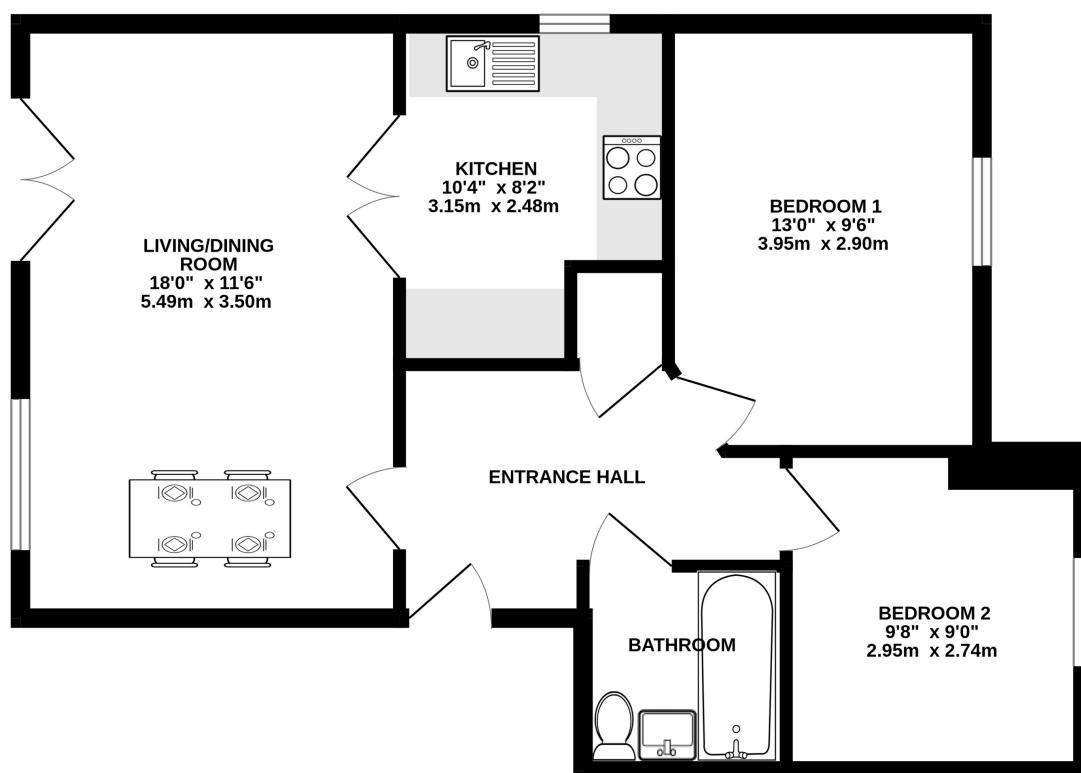 KITCHEN
10'4" x 8'2"
3.15m x 2.48m
BEDROOM 1
13'0" x 9'6"
3.95m x 2.90m
LIVING/DINING
ROOM
18'0" x 11'6"
5.49m x 3.50m
ENTRANCE HALL
BATHROOM
BEDROOM 2
9'8" x 9'0"
2.95m x 2.74m